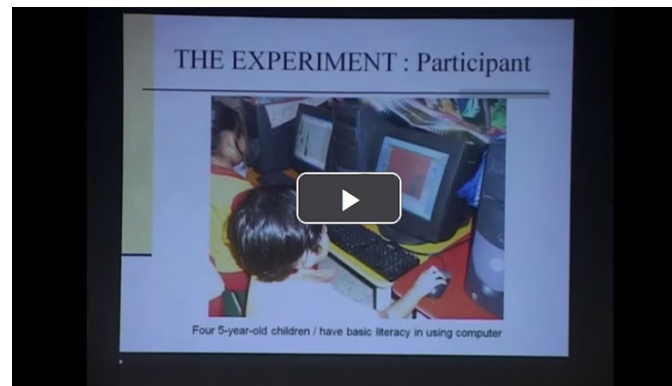 THE EXPERIMENT : Participant
Four 5-year-old children / have basic literacy in using computer